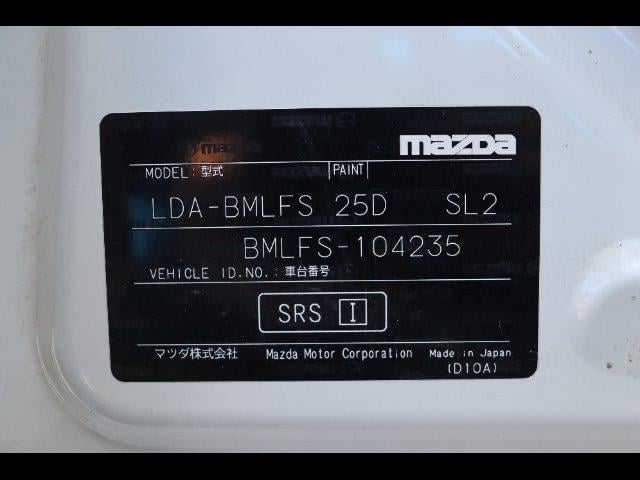 mazda
MODEL:型式 PAINT
LDA-BMLFS 25D SL2
BMLFS-104235
VEHICLE ID.NO.:車台番号
SRS I
マツダ株式会社 Mazda Motor Corporation Made in Japan
(D10A)